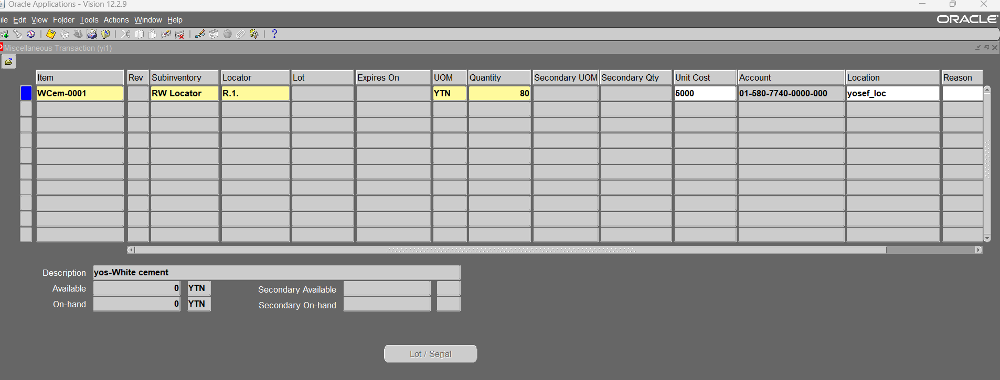 Oracle Applications - Vision 12.2.9
ile Edit View Folder Tools Actions Window Help
ORACLE
Miscellaneous Transaction (yi1)
Item Rev Subinventory Locator Lot Expires On UOM Quantity Secondary UOM Secondary Qty Unit Cost Account Location Reason
WCem-0001 RW Locator R.1. YTN 80 5000 01-580-7740-0000-000 yosef_loc
Description yos-White cement
Available 0 YTN Secondary Available
On-hand 0 YTN Secondary On-hand
Lot / Serial